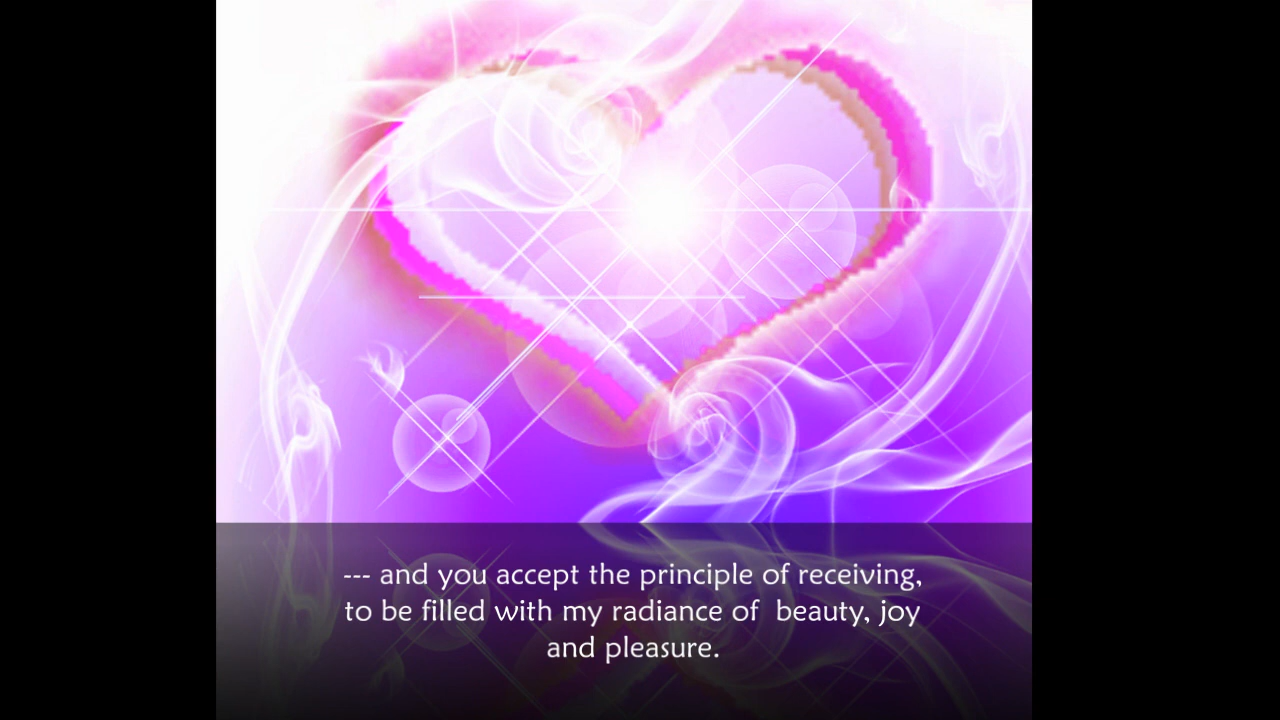 --- and you accept the principle of receiving,
to be filled with my radiance of  beauty, joy
and pleasure.